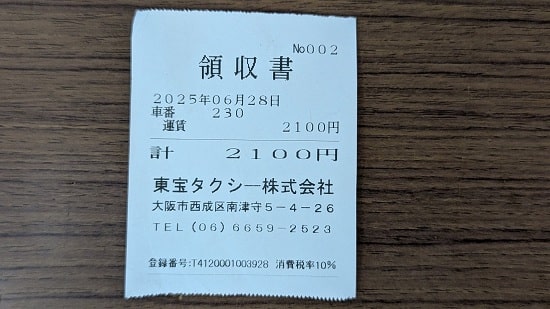 №002
領収書
2025年06月28日
車番 230
運賃 2100円
計 2100円
東宝タクシー株式会社
大阪市西成区南津守5-4-26
TEL(06)6659-2523
登録番号:T4120001003928 消費税率10%